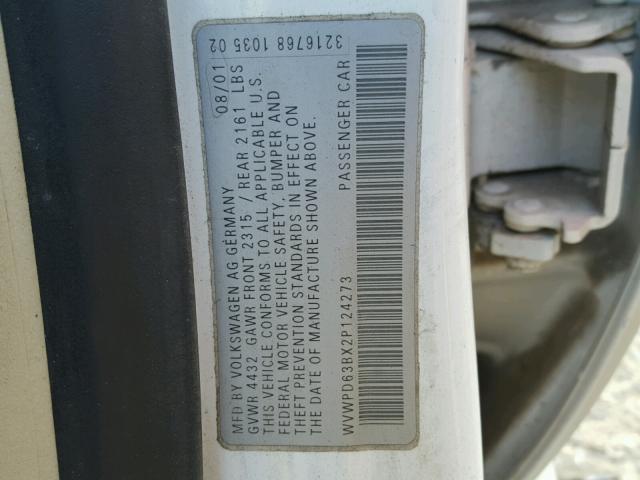 3216768 1035 02
MFD BY VOLKSWAGEN AG GERMANY 08/01
GVWR 4432 GAWR FRONT 2315 / REAR 2161 LBS
THIS VEHICLE CONFORMS TO ALL APPLICABLE U.S.
FEDERAL MOTOR VEHICLE SAFETY, BUMPER AND
THEFT PREVENTION STANDARDS IN EFFECT ON
THE DATE OF MANUFACTURE SHOWN ABOVE.
WVWPD63BX2P124273 PASSENGER CAR